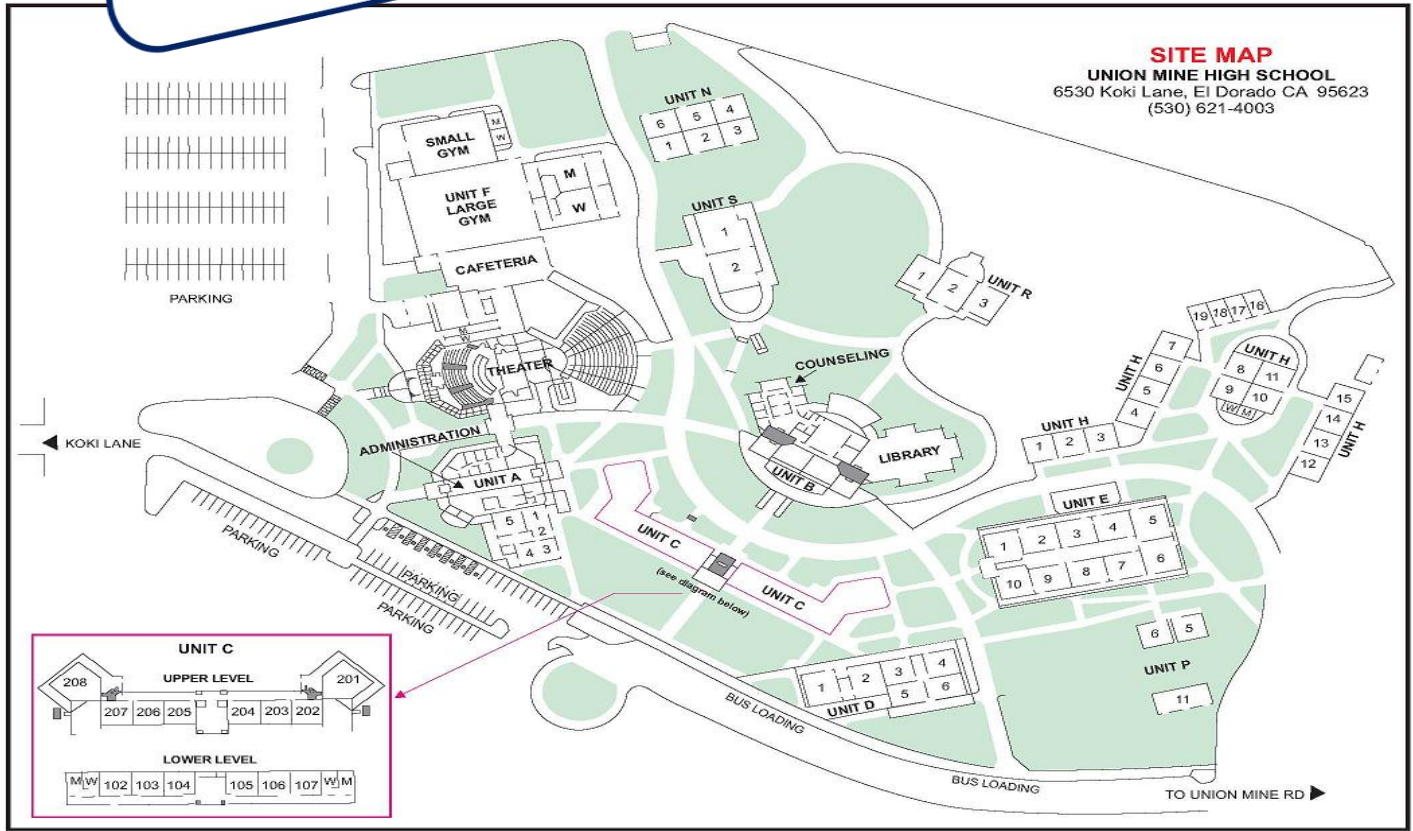 SITE MAP
UNION MINE HIGH SCHOOL
6530 Koki Lane, El Dorado CA 95623
(530) 621-4003
UNIT N
6 5 4
1 2 3
SMALL
GYM
M
W
UNIT F
LARGE
GYM
M
W
CAFETERIA
PARKING
UNIT S
1
2
UNIT R
1 2 3
M
W
THEATER
COUNSELING
LIBRARY
UNIT B
KOKI LANE
ADMINISTRATION
UNIT A
5 1
2
4 3
UNIT H
19 18 17 16
UNIT H
7
6
5
4
UNIT H
8 11
9 10
W M
UNIT H
1 2 3
UNIT H
15
14
13
12
UNIT E
1 2 3 4 5
10 9 8 7 6
UNIT C
UNIT C
(see diagram below)
PARKING
PARKING
PARKING
UNIT D
1 2 3 4
5 6
UNIT P
6 5
11
BUS LOADING
BUS LOADING
TO UNION MINE RD
UNIT C
UPPER LEVEL
208 201
207 206 205 204 203 202
LOWER LEVEL
M W 102 103 104 105 106 107 W M